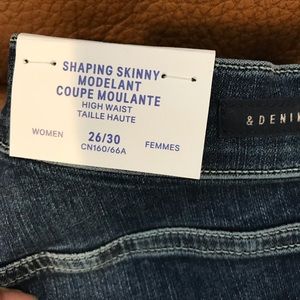 SHAPING SKINNY
MODELANT
COUPE MOULANTE
HIGH WAIST
TAILLE HAUTE
WOMEN 26/30 FEMMES
CN160/66A
& DENIM